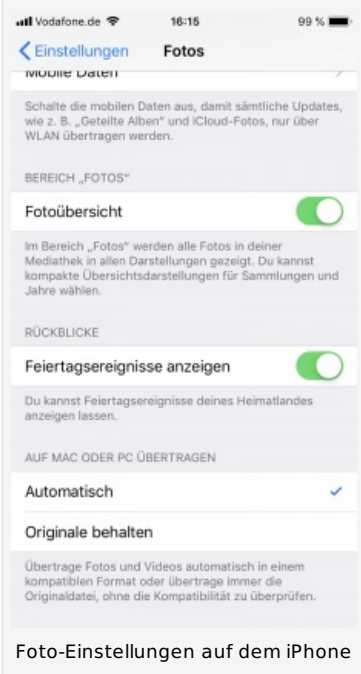 Vodafone.de 16:15 99 %
Einstellungen Fotos
Mobile Daten
Schalte die mobilen Daten aus, damit sämtliche Updates,
wie z. B. „Geteilte Alben" und iCloud-Fotos, nur über
WLAN übertragen werden.
BEREICH „FOTOS"
Fotoübersicht
Im Bereich „Fotos" werden alle Fotos in deiner
Mediathek in allen Darstellungen gezeigt. Du kannst
kompakte Übersichtsdarstellungen für Sammlungen und
Jahre wählen.
RÜCKBLICKE
Feiertagsereignisse anzeigen
Du kannst Feiertagsereignisse deines Heimatlandes
anzeigen lassen.
AUF MAC ODER PC ÜBERTRAGEN
Automatisch
Originale behalten
Übertrage Fotos und Videos automatisch in einem
kompatiblen Format oder übertrage immer die
Originaldatei, ohne die Kompatibilität zu überprüfen.
Foto-Einstellungen auf dem iPhone